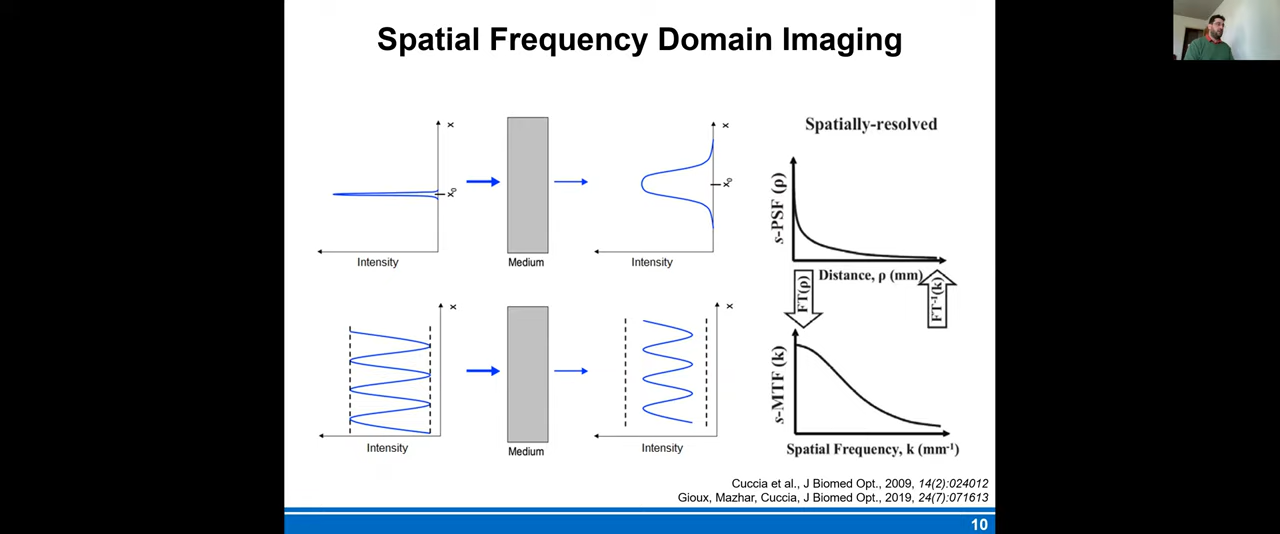 Spatial Frequency Domain Imaging
x
x₀
Intensity
Medium
x
x₀
Intensity
Spatially-resolved
s-PSF (ρ)
Distance, ρ (mm)
FT(ρ)
FT⁻¹(k)
x
Intensity
Medium
x
Intensity
s-MTF (k)
Spatial Frequency, k (mm⁻¹)
Cuccia et al., J Biomed Opt., 2009, 14(2):024012
Gioux, Mazhar, Cuccia, J Biomed Opt., 2019, 24(7):071613
10